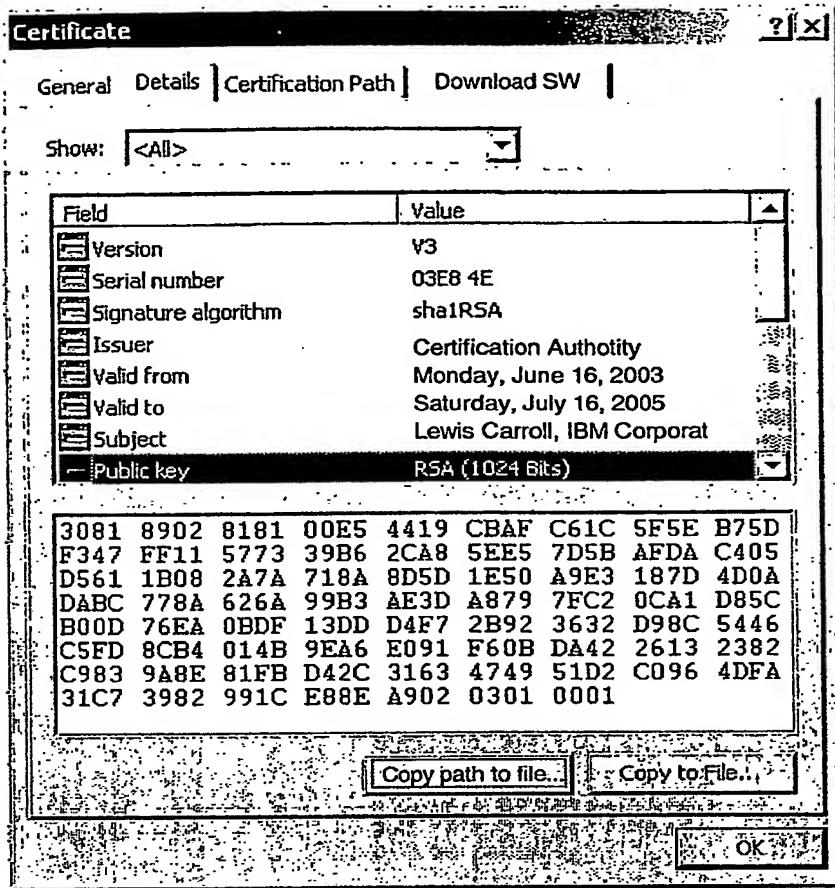 Certificate ? X
General Details Certification Path Download SW
Show: <All>
Field Value
Version V3
Serial number 03E8 4E
Signature algorithm sha1RSA
Issuer Certification Authotity
Valid from Monday, June 16, 2003
Valid to Saturday, July 16, 2005
Subject Lewis Carroll, IBM Corporat
Public key RSA (1024 Bits)
3081 8902 8181 00E5 4419 CBAF C61C 5F5E B75D
F347 FF11 5773 39B6 2CA8 5EE5 7D5B AFDA C405
D561 1B08 2A7A 718A 8D5D 1E50 A9E3 187D 4D0A
DABC 778A 626A 99B3 AE3D A879 7FC2 0CA1 D85C
B00D 76EA 0BDF 13DD D4F7 2B92 3632 D98C 5446
C5FD 8CB4 014B 9EA6 E091 F60B DA42 2613 2382
C983 9A8E 81FB D42C 3163 4749 51D2 C096 4DFA
31C7 3982 991C E88E A902 0301 0001
Copy path to file... Copy to File...
OK